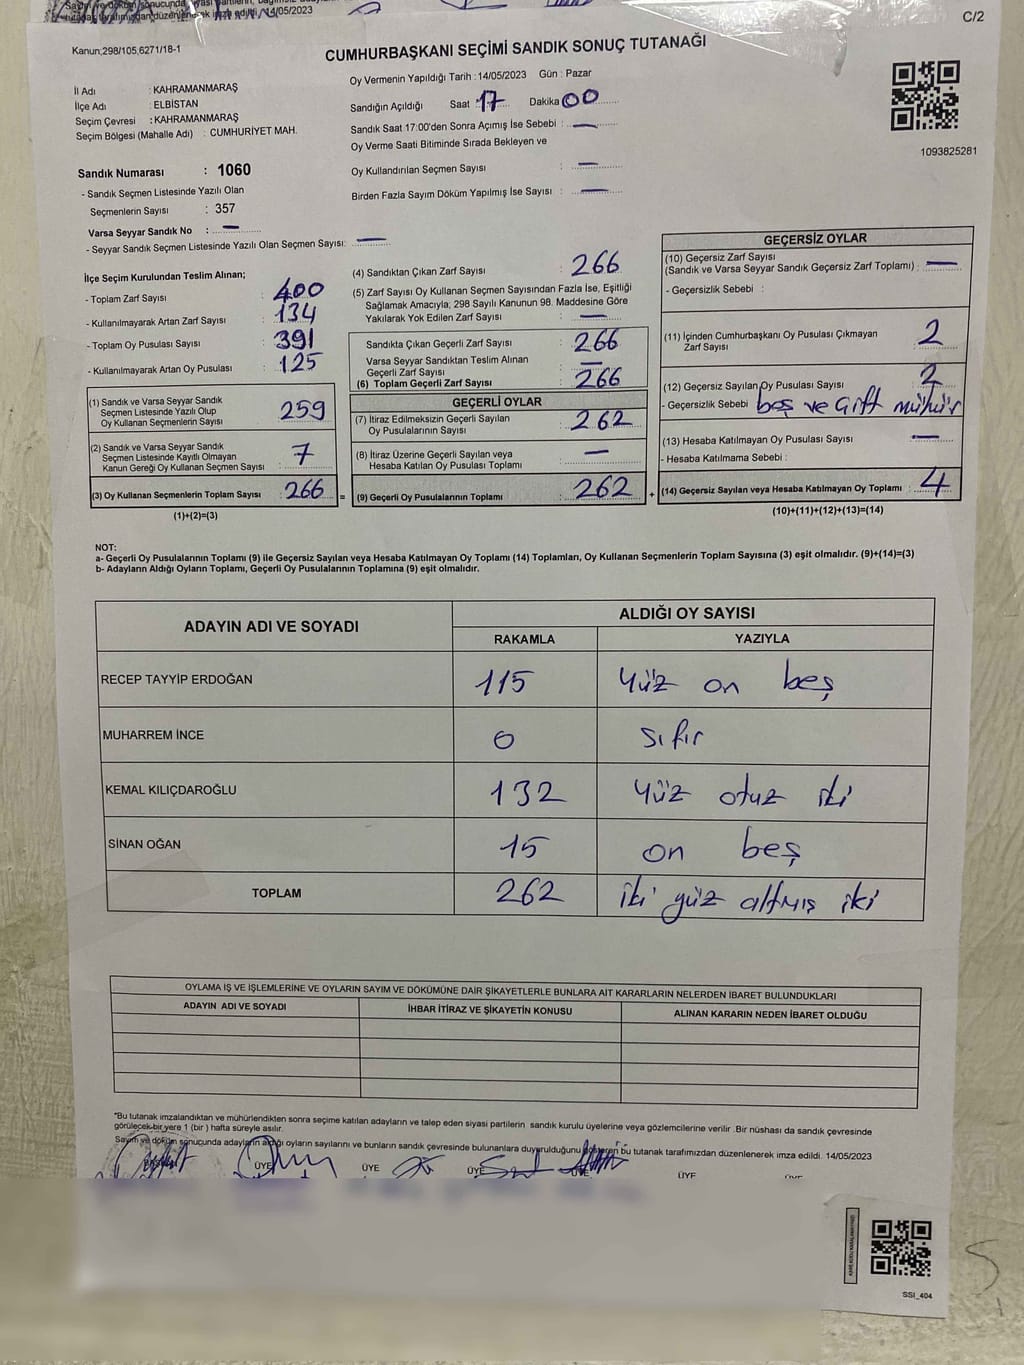 tutanak tarafımızdan düzenlenerek imza edildi. 14/05/2023
C/2
Kanun;298/105,6271/18-1
CUMHURBAŞKANI SEÇİMİ SANDIK SONUÇ TUTANAĞI
İl Adı : KAHRAMANMARAŞ
İlçe Adı : ELBİSTAN
Seçim Çevresi : KAHRAMANMARAŞ
Seçim Bölgesi (Mahalle Adı) : CUMHURİYET MAH.
Oy Vermenin Yapıldığı Tarih : 14/05/2023 Gün : Pazar
Sandığın Açıldığı Saat : 17 Dakika 00
Sandık Saat 17:00'den Sonra Açımış İse Sebebi : —
Oy Verme Saati Bitiminde Sırada Bekleyen ve
Oy Kullandırılan Seçmen Sayısı : —
Birden Fazla Sayım Döküm Yapılmış İse Sayısı : —
1093825281
Sandık Numarası : 1060
- Sandık Seçmen Listesinde Yazılı Olan
Seçmenlerin Sayısı : 357
Varsa Seyyar Sandık No : —
- Seyyar Sandık Seçmen Listesinde Yazılı Olan Seçmen Sayısı: —
İlçe Seçim Kurulundan Teslim Alınan;
- Toplam Zarf Sayısı : 400
- Kullanılmayarak Artan Zarf Sayısı : 134
- Toplam Oy Pusulası Sayısı : 391
- Kullanılmayarak Artan Oy Pusulası : 125
(1) Sandık ve Varsa Seyyar Sandık
Seçmen Listesinde Yazılı Olup
Oy Kullanan Seçmenlerin Sayısı : 259
(2) Sandık ve Varsa Seyyar Sandık
Seçmen Listesinde Kayıtlı Olmayan
Kanun Gereği Oy Kullanan Seçmen Sayısı : 7
(3) Oy Kullanan Seçmenlerin Toplam Sayısı : 266 =
(1)+(2)=(3)
(4) Sandıktan Çıkan Zarf Sayısı : 266
(5) Zarf Sayısı Oy Kullanan Seçmen Sayısından Fazla İse, Eşitliği
Sağlamak Amacıyla; 298 Sayılı Kanunun 98. Maddesine Göre
Yakılarak Yok Edilen Zarf Sayısı : —
Sandıkta Çıkan Geçerli Zarf Sayısı : 266
Varsa Seyyar Sandıktan Teslim Alınan
Geçerli Zarf Sayısı : —
(6) Toplam Geçerli Zarf Sayısı : 266
GEÇERLİ OYLAR
(7) İtiraz Edilmeksizin Geçerli Sayılan
Oy Pusulalarının Sayısı : 262
(8) İtiraz Üzerine Geçerli Sayılan veya
Hesaba Katılan Oy Pusulası Toplamı : —
(9) Geçerli Oy Pusulalarının Toplamı : 262 +
GEÇERSİZ OYLAR
(10) Geçersiz Zarf Sayısı
(Sandık ve Varsa Seyyar Sandık Geçersiz Zarf Toplamı) : —
- Geçersizlik Sebebi :
(11) İçinden Cumhurbaşkanı Oy Pusulası Çıkmayan
Zarf Sayısı : 2
(12) Geçersiz Sayılan Oy Pusulası Sayısı : 2
- Geçersizlik Sebebi : boş ve çift mühür
(13) Hesaba Katılmayan Oy Pusulası Sayısı : —
- Hesaba Katılmama Sebebi :
(14) Geçersiz Sayılan veya Hesaba Katılmayan Oy Toplamı : 4
(10)+(11)+(12)+(13)=(14)
NOT:
a- Geçerli Oy Pusulalarının Toplamı (9) ile Geçersiz Sayılan veya Hesaba Katılmayan Oy Toplamı (14) Toplamları, Oy Kullanan Seçmenlerin Toplam Sayısına (3) eşit olmalıdır. (9)+(14)=(3)
b- Adayların Aldığı Oyların Toplamı, Geçerli Oy Pusulalarının Toplamına (9) eşit olmalıdır.
ADAYIN ADI VE SOYADI
ALDIĞI OY SAYISI
RAKAMLA YAZIYLA
RECEP TAYYİP ERDOĞAN 115 Yüz on beş
MUHARREM İNCE 0 sıfır
KEMAL KILIÇDAROĞLU 132 Yüz otuz iki
SİNAN OĞAN 15 on beş
TOPLAM 262 iki yüz altmış iki
OYLAMA İŞ VE İŞLEMLERİNE VE OYLARIN SAYIM VE DÖKÜMÜNE DAİR ŞİKAYETLERLE BUNLARA AİT KARARLARIN NELERDEN İBARET BULUNDUKLARI
ADAYIN ADI VE SOYADI İHBAR İTİRAZ VE ŞİKAYETİN KONUSU ALINAN KARARIN NEDEN İBARET OLDUĞU
*Bu tutanak imzalandıktan ve mühürlendikten sonra seçime katılan adayların ve talep eden siyasi partilerin sandık kurulu üyelerine veya gözlemcilerine verilir .Bir nüshası da sandık çevresinde
görülecek bir yere 1 (bir ) hafta süreyle asılır.
Sayım ve döküm sonucunda adayların aldığı oyların sayılarını ve bunların sandık çevresinde bulunanlara duyurulduğunu gösteren bu tutanak tarafımızdan düzenlenerek imza edildi. 14/05/2023
ÜYE ÜYE ÜYE ÜYE ÜYE
SSI_404